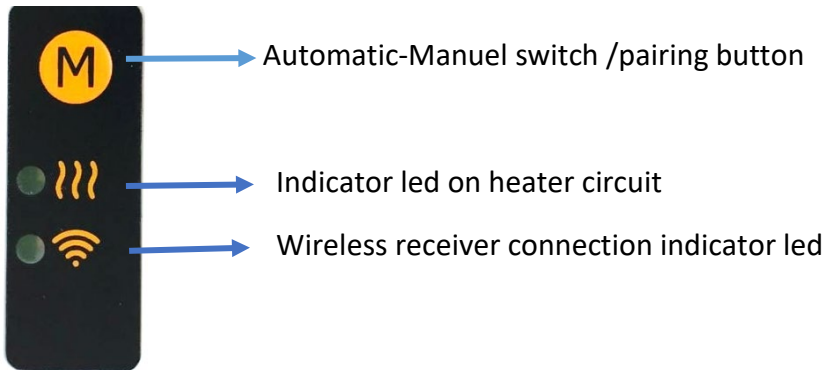 M
Automatic-Manuel switch /pairing button
Indicator led on heater circuit
Wireless receiver connection indicator led